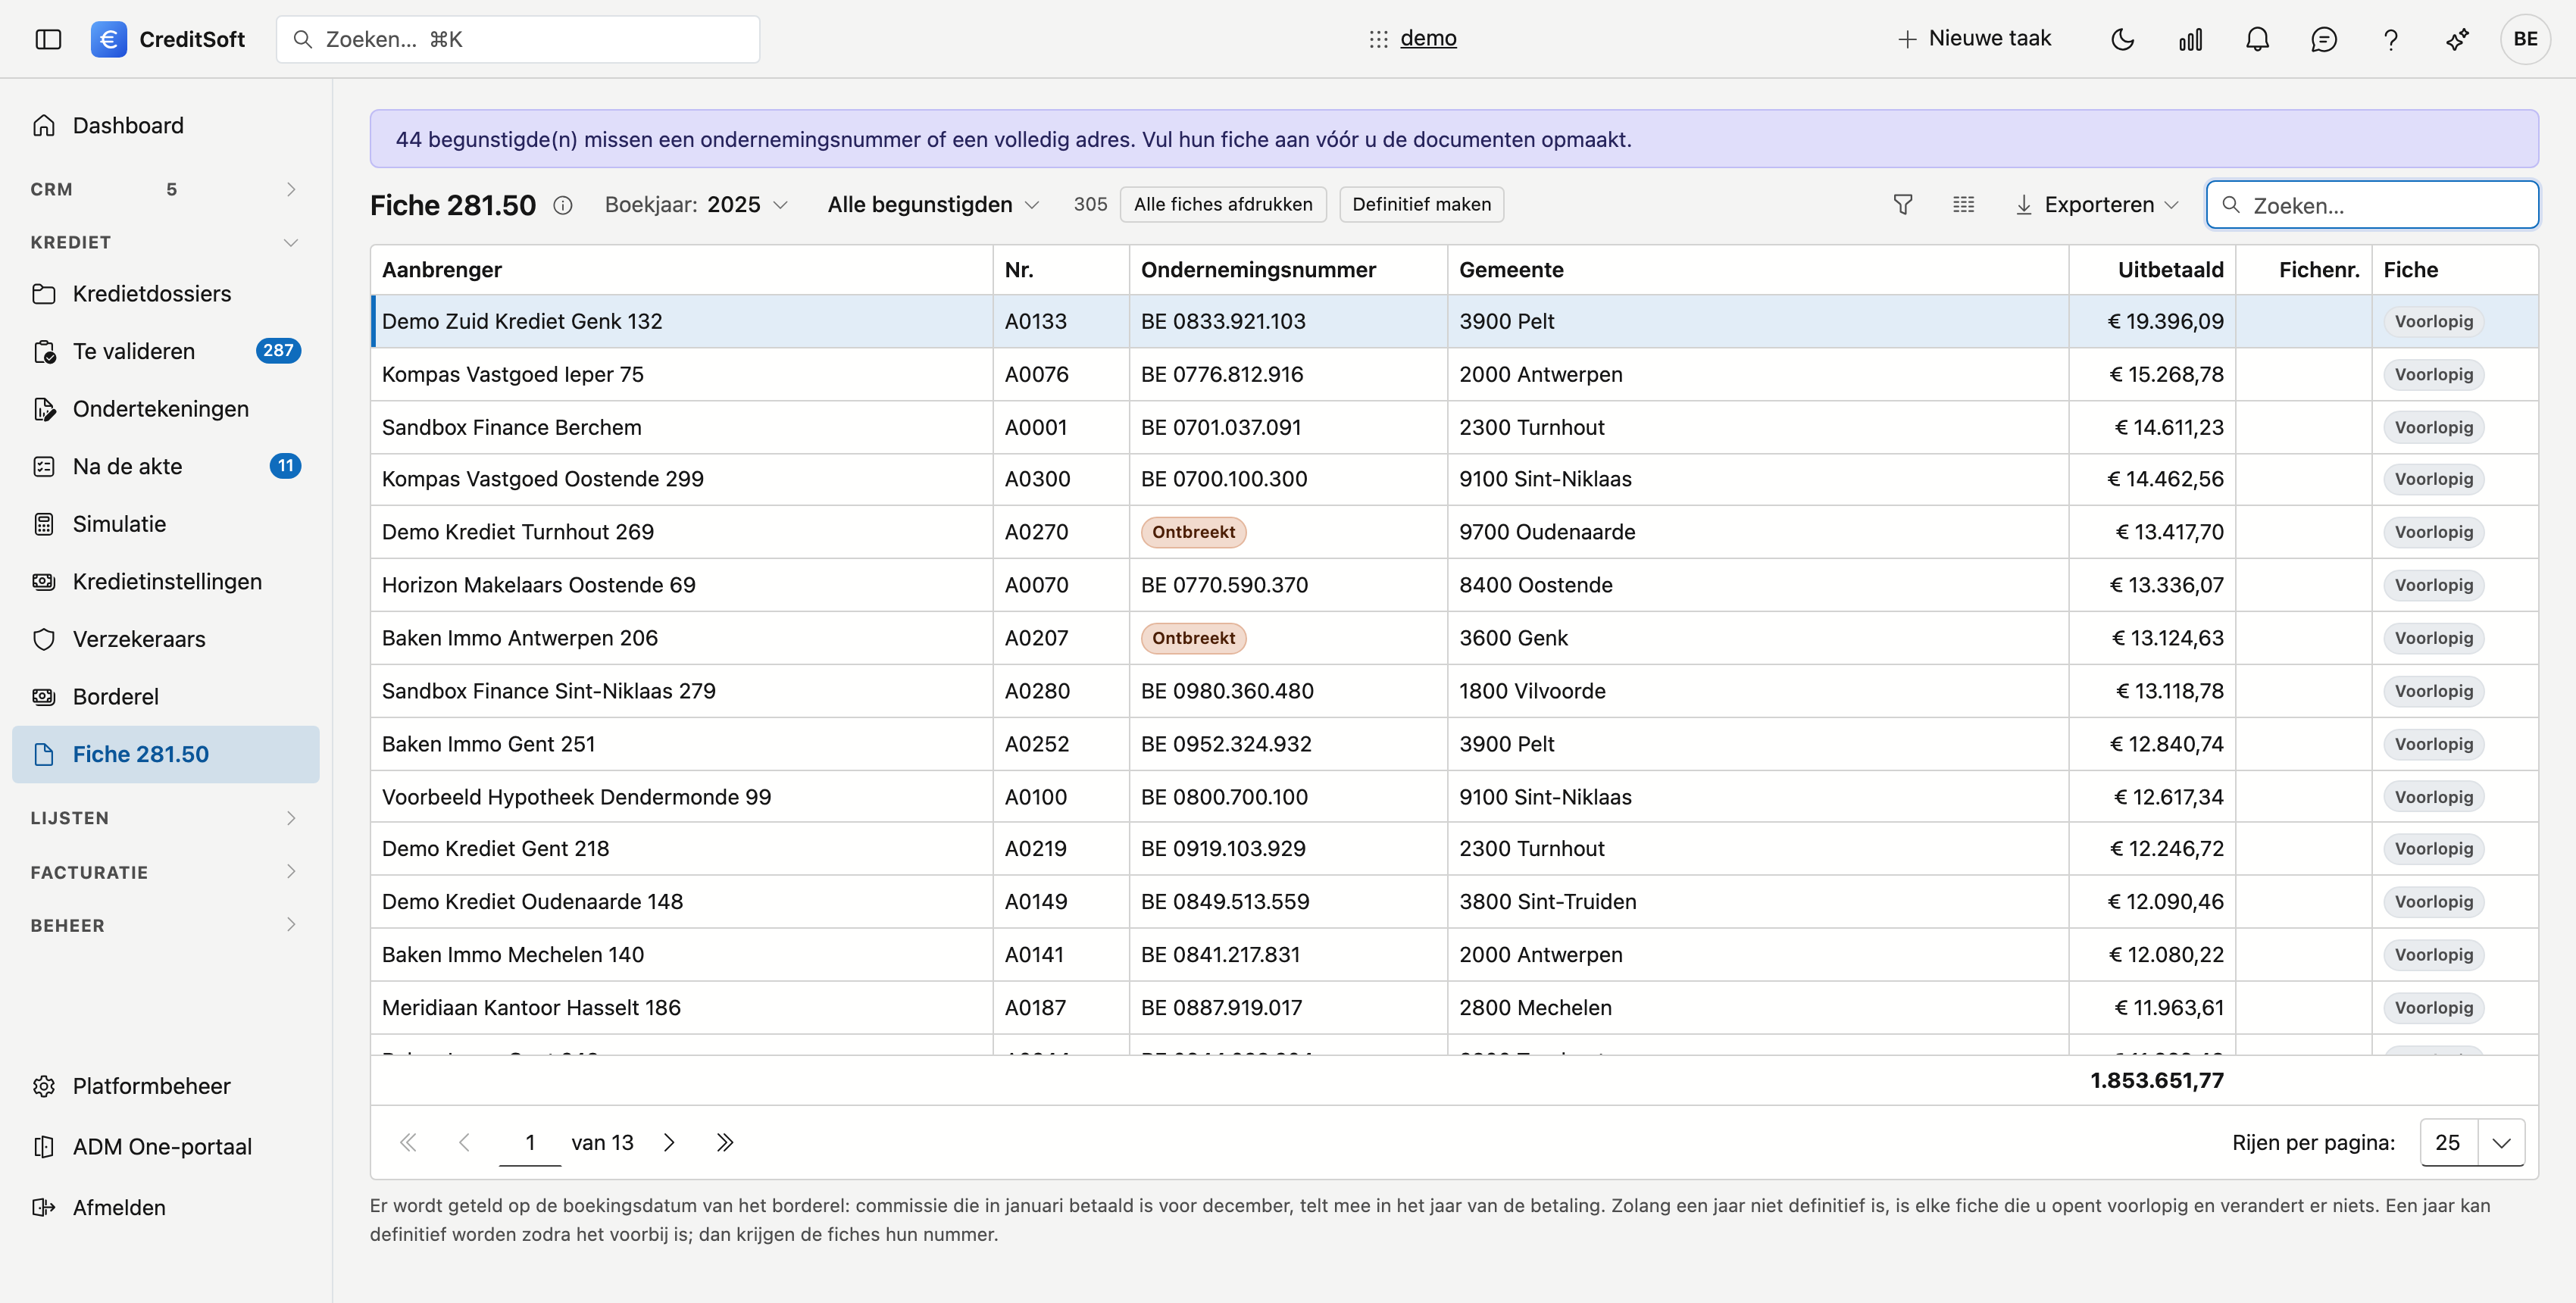 CreditSoft
Zoeken... ⌘K
demo
Nieuwe taak
BE
Dashboard
CRM 5
KREDIET
Kredietdossiers
Te valideren 287
Ondertekeningen
Na de akte 11
Simulatie
Kredietinstellingen
Verzekeraars
Borderel
Fiche 281.50
LIJSTEN
FACTURATIE
BEHEER
Platformbeheer
ADM One-portaal
Afmelden
44 begunstigde(n) missen een ondernemingsnummer of een volledig adres. Vul hun fiche aan vóór u de documenten opmaakt.
Fiche 281.50 Boekjaar: 2025 Alle begunstigden 305 Alle fiches afdrukken Definitief maken Exporteren Zoeken...
Aanbrenger Nr. Ondernemingsnummer Gemeente Uitbetaald Fichenr. Fiche
Demo Zuid Krediet Genk 132 A0133 BE 0833.921.103 3900 Pelt € 19.396,09 Voorlopig
Kompas Vastgoed Ieper 75 A0076 BE 0776.812.916 2000 Antwerpen € 15.268,78 Voorlopig
Sandbox Finance Berchem A0001 BE 0701.037.091 2300 Turnhout € 14.611,23 Voorlopig
Kompas Vastgoed Oostende 299 A0300 BE 0700.100.300 9100 Sint-Niklaas € 14.462,56 Voorlopig
Demo Krediet Turnhout 269 A0270 Ontbreekt 9700 Oudenaarde € 13.417,70 Voorlopig
Horizon Makelaars Oostende 69 A0070 BE 0770.590.370 8400 Oostende € 13.336,07 Voorlopig
Baken Immo Antwerpen 206 A0207 Ontbreekt 3600 Genk € 13.124,63 Voorlopig
Sandbox Finance Sint-Niklaas 279 A0280 BE 0980.360.480 1800 Vilvoorde € 13.118,78 Voorlopig
Baken Immo Gent 251 A0252 BE 0952.324.932 3900 Pelt € 12.840,74 Voorlopig
Voorbeeld Hypotheek Dendermonde 99 A0100 BE 0800.700.100 9100 Sint-Niklaas € 12.617,34 Voorlopig
Demo Krediet Gent 218 A0219 BE 0919.103.929 2300 Turnhout € 12.246,72 Voorlopig
Demo Krediet Oudenaarde 148 A0149 BE 0849.513.559 3800 Sint-Truiden € 12.090,46 Voorlopig
Baken Immo Mechelen 140 A0141 BE 0841.217.831 2000 Antwerpen € 12.080,22 Voorlopig
Meridiaan Kantoor Hasselt 186 A0187 BE 0887.919.017 2800 Mechelen € 11.963,61 Voorlopig
1.853.651,77
1 van 13
Rijen per pagina: 25
Er wordt geteld op de boekingsdatum van het borderel: commissie die in januari betaald is voor december, telt mee in het jaar van de betaling. Zolang een jaar niet definitief is, is elke fiche die u opent voorlopig en verandert er niets. Een jaar kan
definitief worden zodra het voorbij is; dan krijgen de fiches hun nummer.